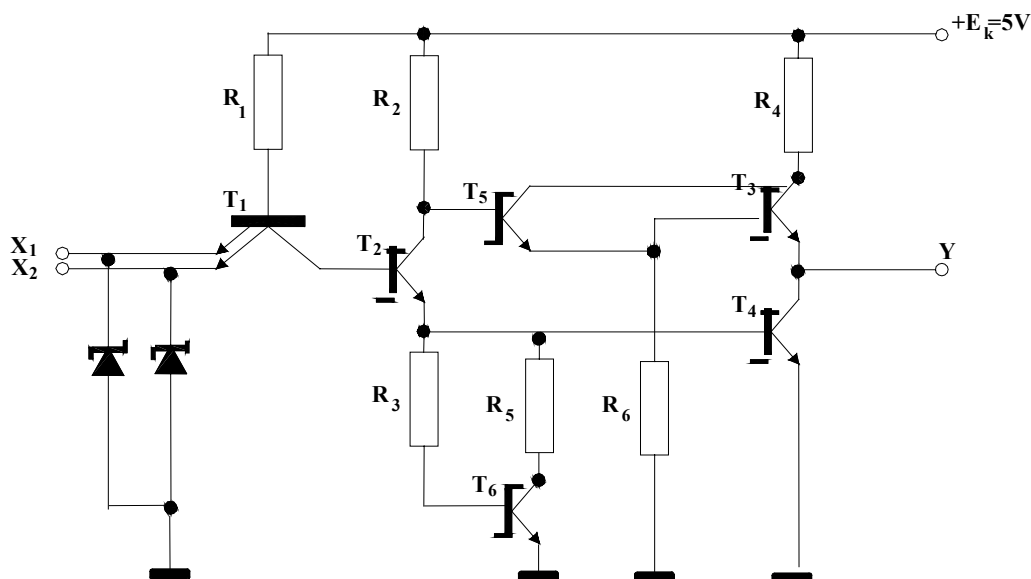 +E_k=5V
R_1
R_2
R_4
T_1
T_5
T_3
X_1
X_2
T_2
Y
T_4
R_3
R_5
R_6
T_6